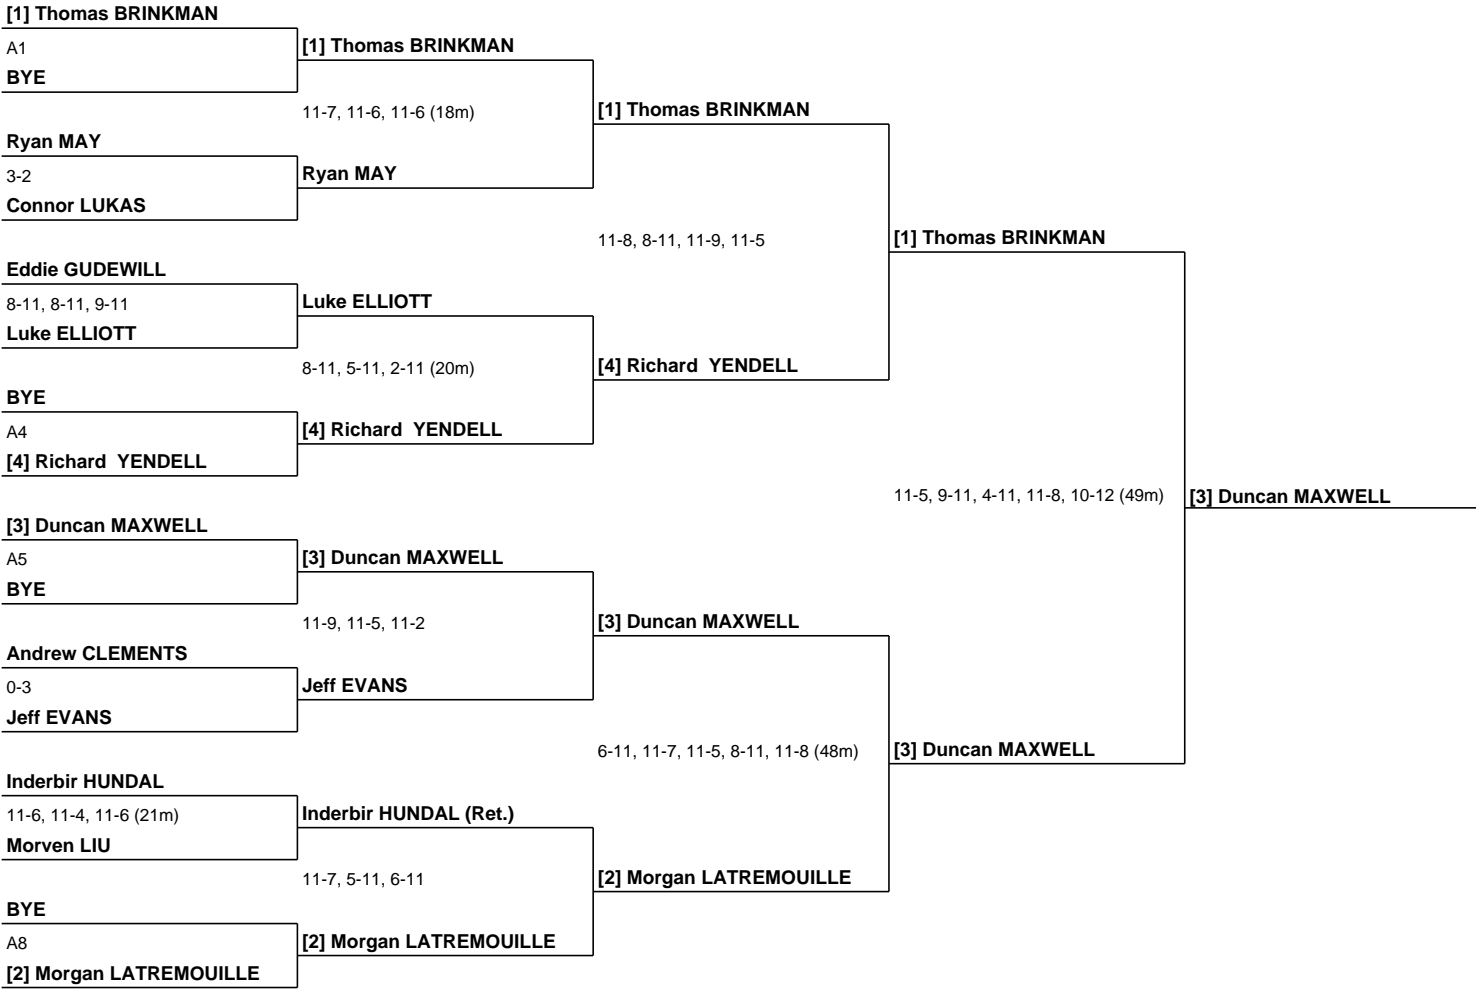 [1] Thomas BRINKMAN
A1
BYE
[1] Thomas BRINKMAN
11-7, 11-6, 11-6 (18m)
[1] Thomas BRINKMAN
Ryan MAY
3-2
Connor LUKAS
Ryan MAY
11-8, 8-11, 11-9, 11-5
[1] Thomas BRINKMAN
Eddie GUDEWILL
8-11, 8-11, 9-11
Luke ELLIOTT
Luke ELLIOTT
8-11, 5-11, 2-11 (20m)
[4] Richard  YENDELL
BYE
A4
[4] Richard  YENDELL
[4] Richard  YENDELL
11-5, 9-11, 4-11, 11-8, 10-12 (49m)
[3] Duncan MAXWELL
[3] Duncan MAXWELL
A5
BYE
[3] Duncan MAXWELL
11-9, 11-5, 11-2
[3] Duncan MAXWELL
Andrew CLEMENTS
0-3
Jeff EVANS
Jeff EVANS
6-11, 11-7, 11-5, 8-11, 11-8 (48m)
[3] Duncan MAXWELL
Inderbir HUNDAL
11-6, 11-4, 11-6 (21m)
Morven LIU
Inderbir HUNDAL (Ret.)
11-7, 5-11, 6-11
[2] Morgan LATREMOUILLE
BYE
A8
[2] Morgan LATREMOUILLE
[2] Morgan LATREMOUILLE